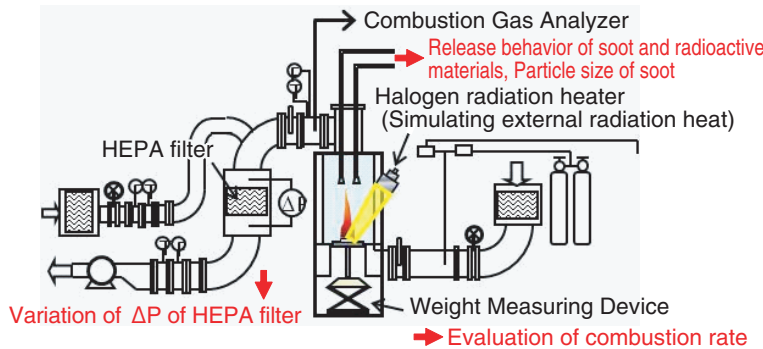 Combustion Gas Analyzer
Release behavior of soot and radioactive
materials, Particle size of soot
Halogen radiation heater
(Simulating external radiation heat)
HEPA filter
ΔP
Variation of ΔP of HEPA filter
Weight Measuring Device
Evaluation of combustion rate